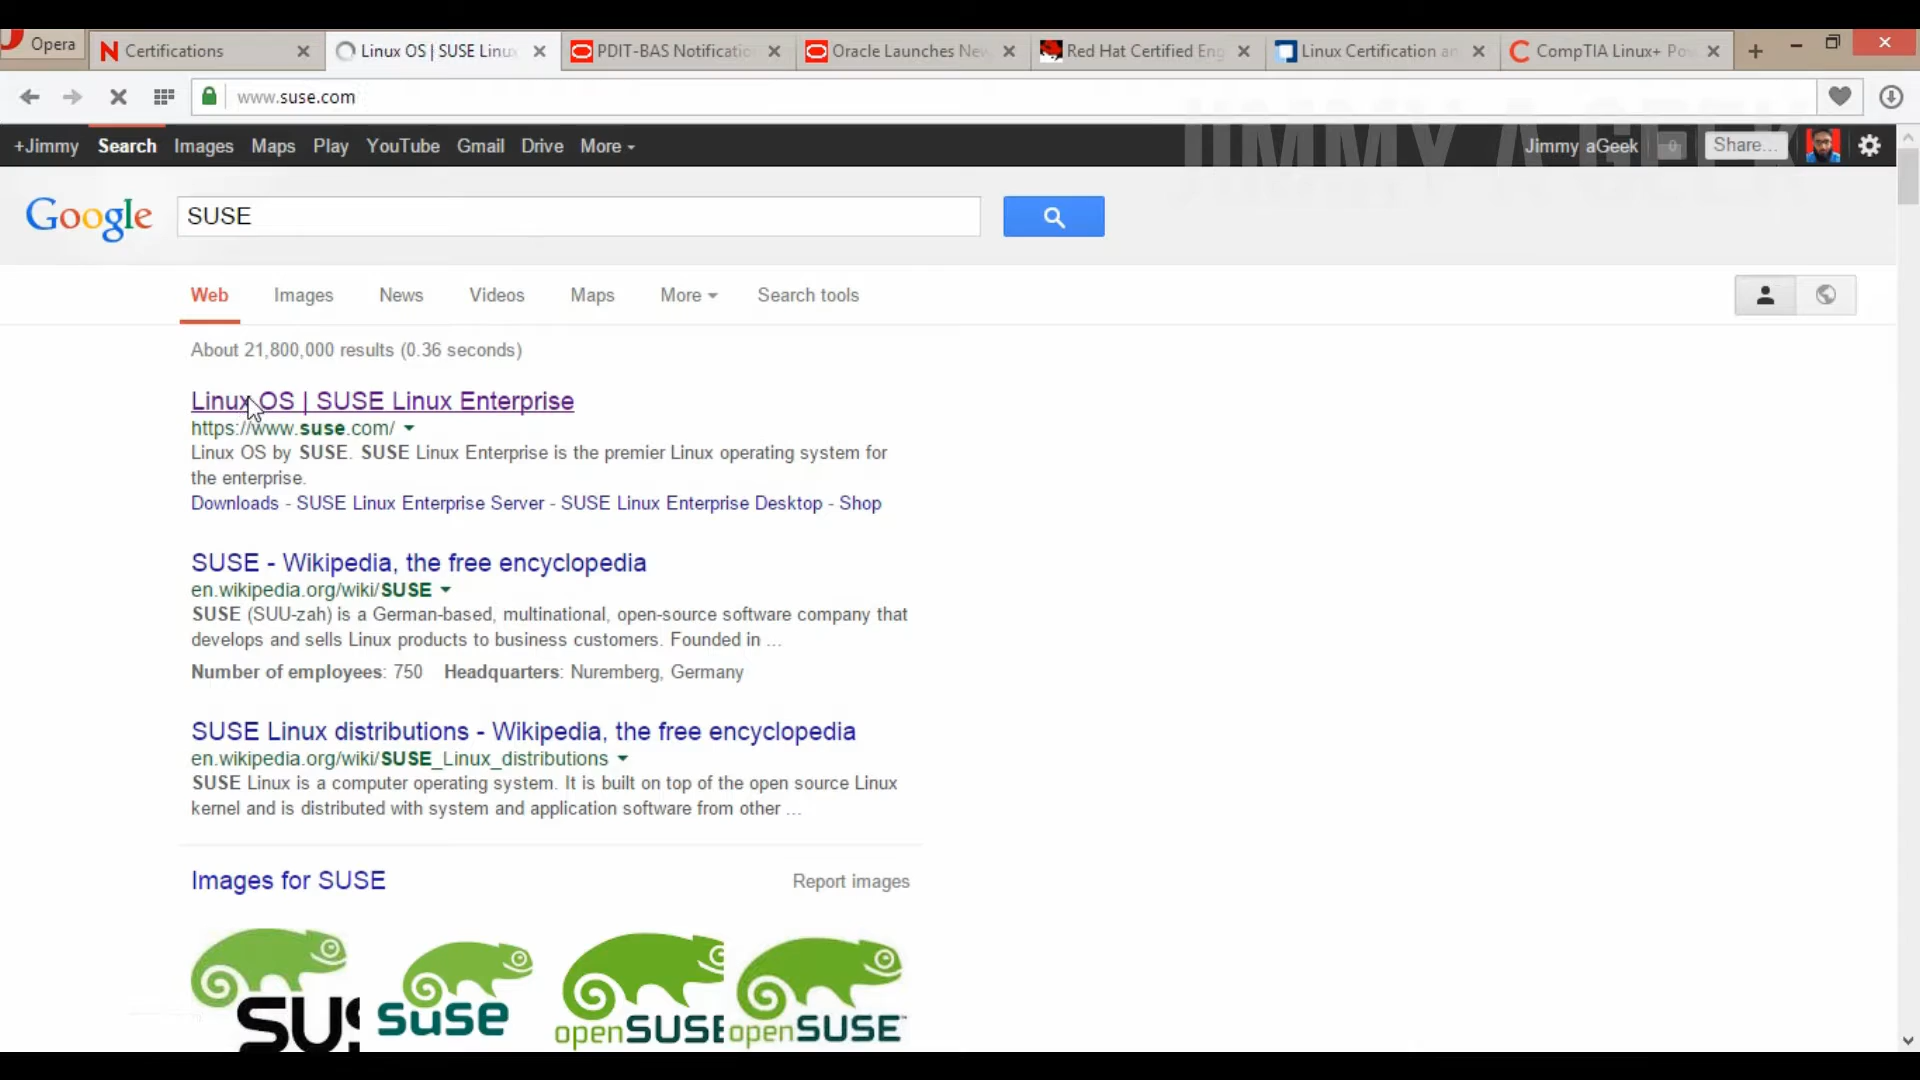 Opera
Certifications
Linux OS | SUSE Linu
PDIT-BAS Notificatio
Oracle Launches New
Red Hat Certified Eng
Linux Certification an
CompTIA Linux+ Po
www.suse.com
JIMMY A GEEK
+Jimmy Search Images Maps Play YouTube Gmail Drive More
Jimmy aGeek 0 Share...
Google SUSE
Web Images News Videos Maps More Search tools
About 21,800,000 results (0.36 seconds)
Linux OS | SUSE Linux Enterprise
https://www.suse.com/
Linux OS by SUSE. SUSE Linux Enterprise is the premier Linux operating system for
the enterprise.
Downloads - SUSE Linux Enterprise Server - SUSE Linux Enterprise Desktop - Shop
SUSE - Wikipedia, the free encyclopedia
en.wikipedia.org/wiki/SUSE
SUSE (SUU-zah) is a German-based, multinational, open-source software company that
develops and sells Linux products to business customers. Founded in ...
Number of employees: 750 Headquarters: Nuremberg, Germany
SUSE Linux distributions - Wikipedia, the free encyclopedia
en.wikipedia.org/wiki/SUSE_Linux_distributions
SUSE Linux is a computer operating system. It is built on top of the open source Linux
kernel and is distributed with system and application software from other ...
Images for SUSE Report images
SUS suse openSUSE openSUSE